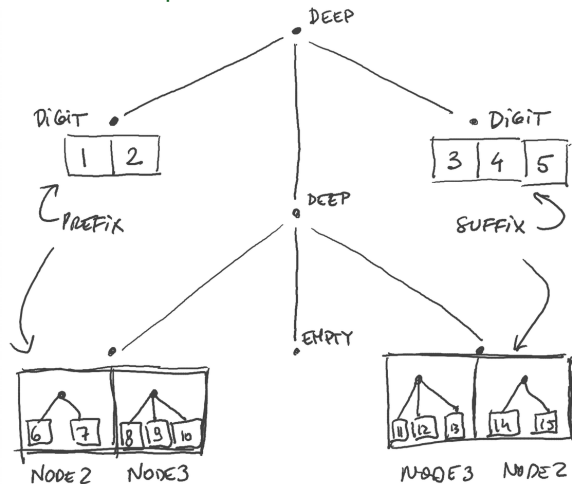 DEEP
DiGiT
DiGiT
1 2
3 4 5
PREFiX
DEEP
SUFFiX
EMPTY
6 7 8 9 10
11 12 13 14 15
NODE2 NODE3
NODE3 NODE2